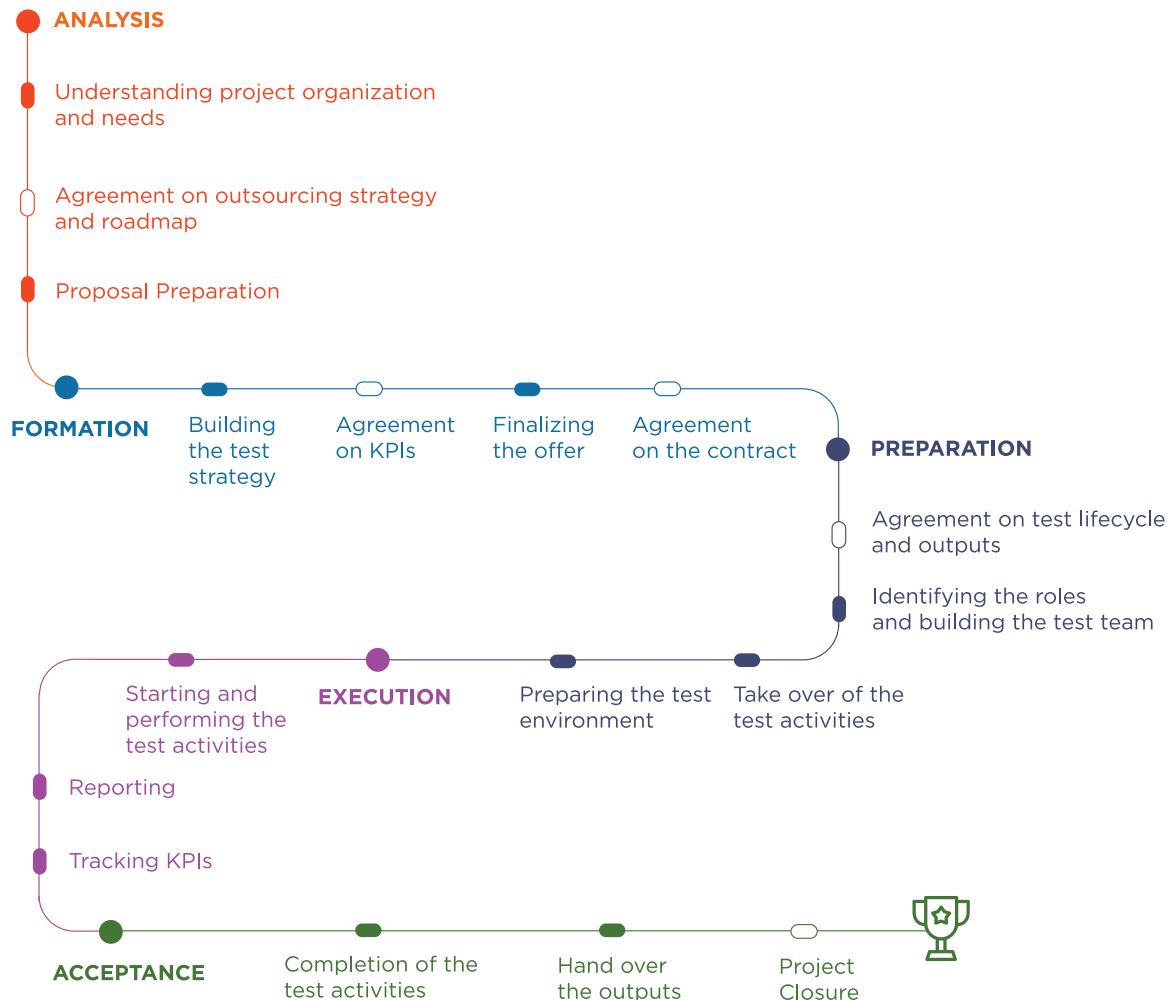 ANALYSIS
Understanding project organization
and needs
Agreement on outsourcing strategy
and roadmap
Proposal Preparation
FORMATION
Building
the test
strategy
Agreement
on KPIs
Finalizing
the offer
Agreement
on the contract
PREPARATION
Agreement on test lifecycle
and outputs
Identifying the roles
and building the test team
Take over of the
test activities
Preparing the test
environment
EXECUTION
Starting and
performing the
test activities
Reporting
Tracking KPIs
ACCEPTANCE
Completion of the
test activities
Hand over
the outputs
Project
Closure